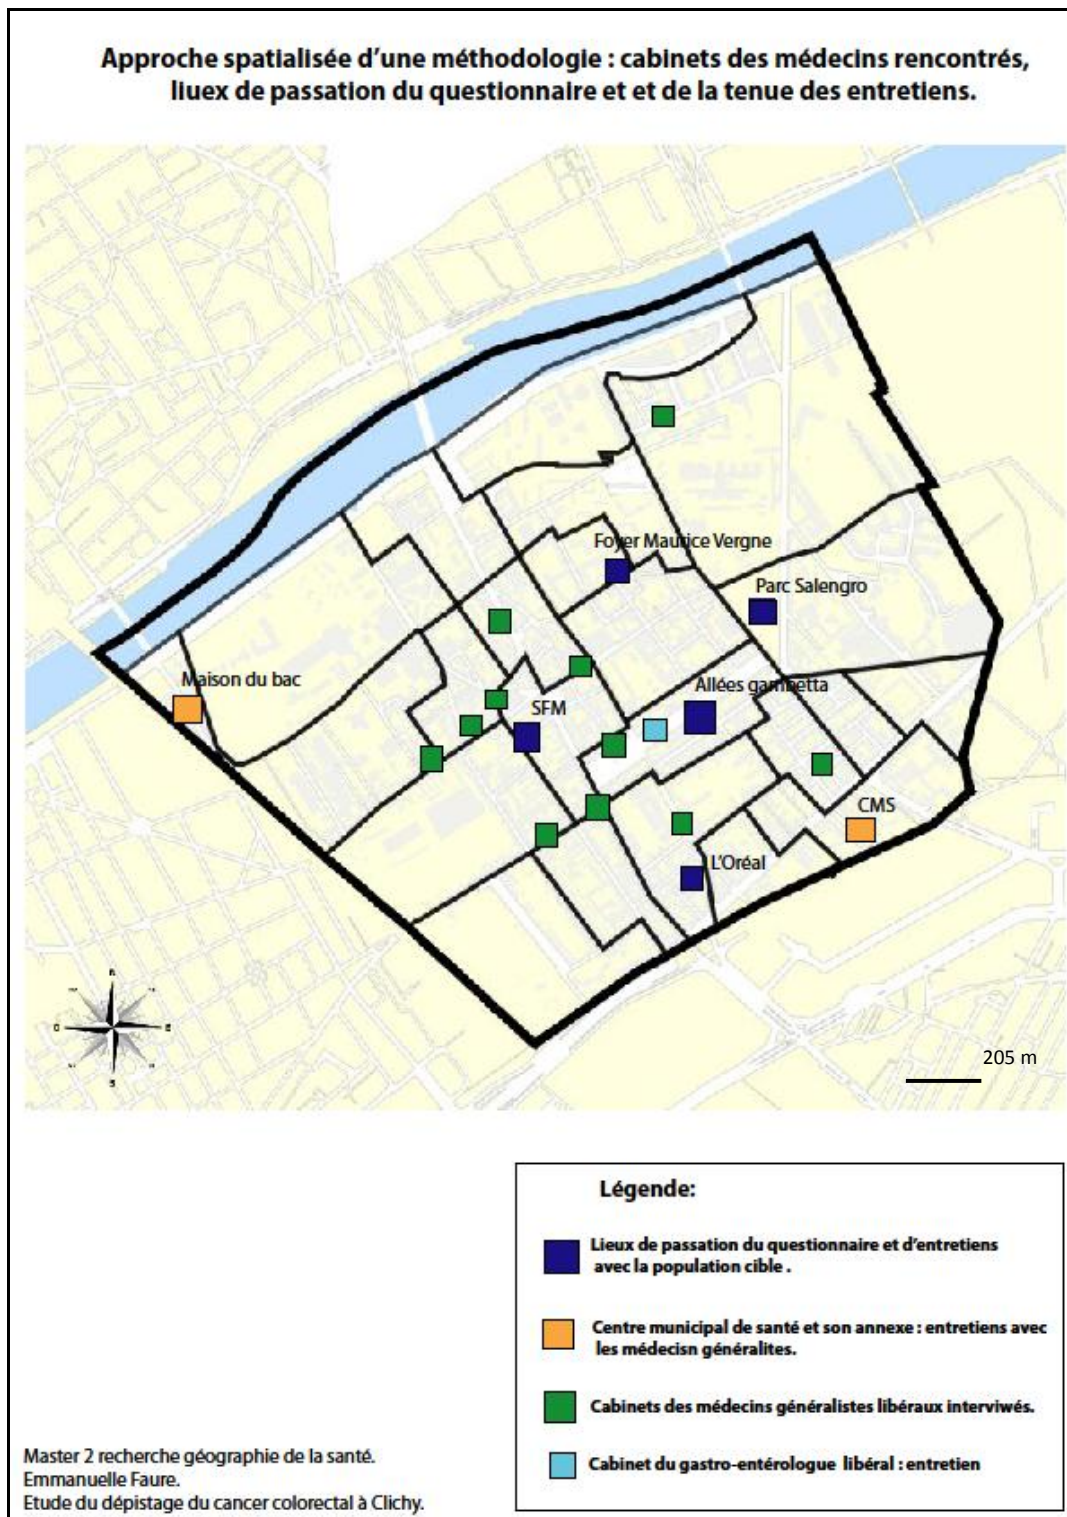 Approche spatialisée d'une méthodologie : cabinets des médecins rencontrés,
liuex de passation du questionnaire et et de la tenue des entretiens.
Foyer Maurice Vergne
Parc Salengro
Maison du bac
Allées gambetta
SFM
CMS
L'Oréal
205 m
Légende:
Lieux de passation du questionnaire et d'entretiens
avec la population cible .
Centre municipal de santé et son annexe : entretiens avec
les médecisn généralites.
Cabinets des médecins généralistes libéraux interviwés.
Cabinet du gastro-entérologue libéral : entretien
Master 2 recherche géographie de la santé.
Emmanuelle Faure.
Etude du dépistage du cancer colorectal à Clichy.